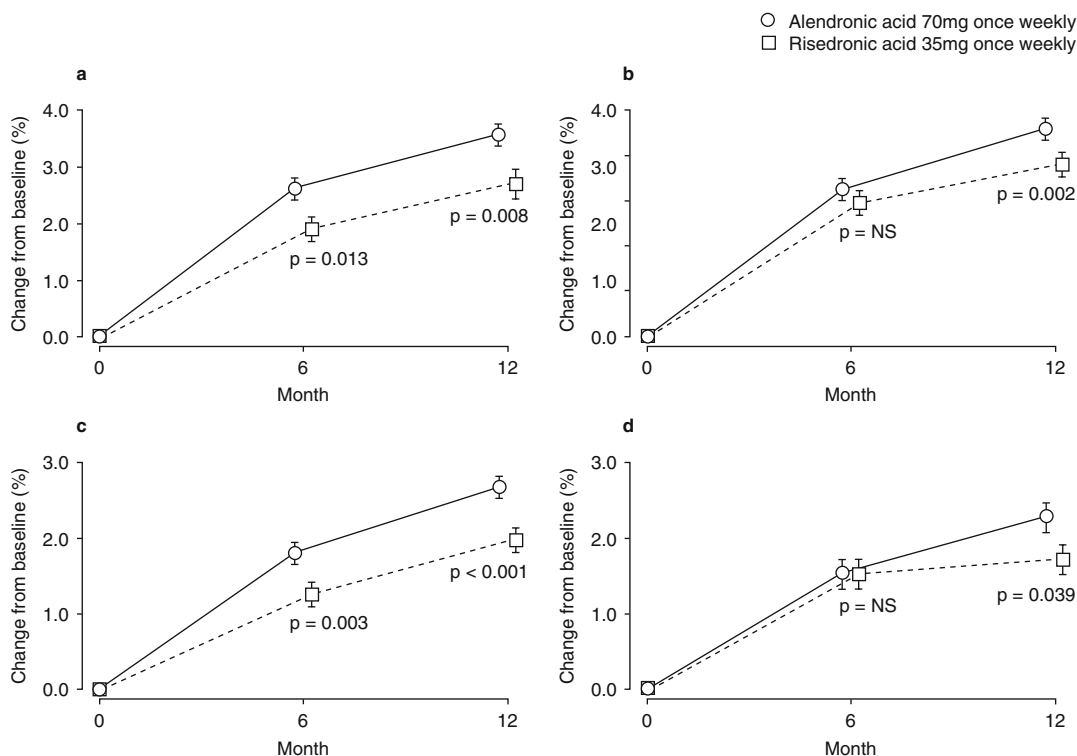 Alendronic acid 70mg once weekly
Risedronic acid 35mg once weekly
a
Change from baseline (%)
4.0
3.0
2.0
1.0
0.0
p = 0.013
p = 0.008
0
6
12
Month
b
Change from baseline (%)
4.0
3.0
2.0
1.0
0.0
p = NS
p = 0.002
0
6
12
Month
c
Change from baseline (%)
3.0
2.0
1.0
0.0
p = 0.003
p < 0.001
0
6
12
Month
d
Change from baseline (%)
3.0
2.0
1.0
0.0
p = NS
p = 0.039
0
6
12
Month